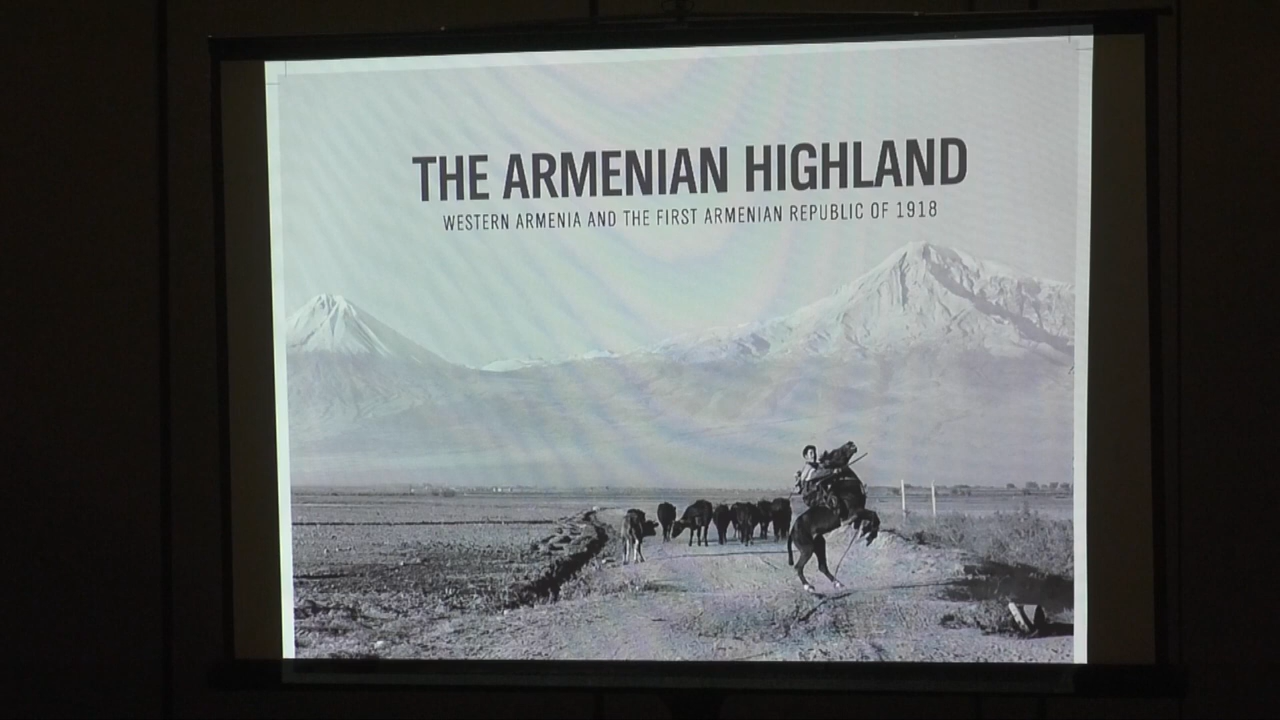 THE ARMENIAN HIGHLAND
WESTERN ARMENIA AND THE FIRST ARMENIAN REPUBLIC OF 1918